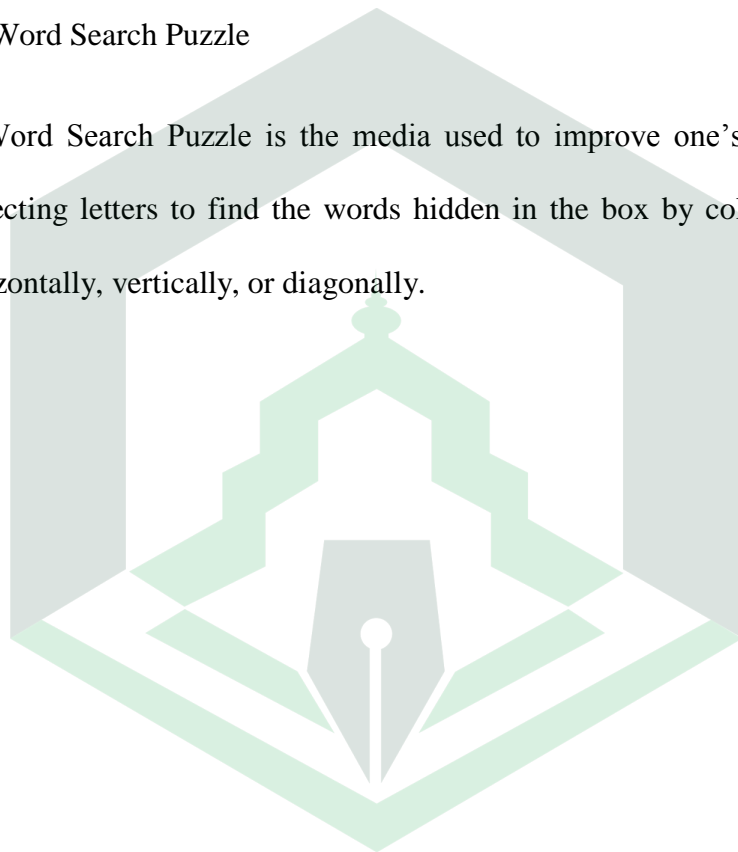 Word Search Puzzle
Word Search Puzzle is the media used to improve one's
ecting letters to find the words hidden in the box by col
zontally, vertically, or diagonally.